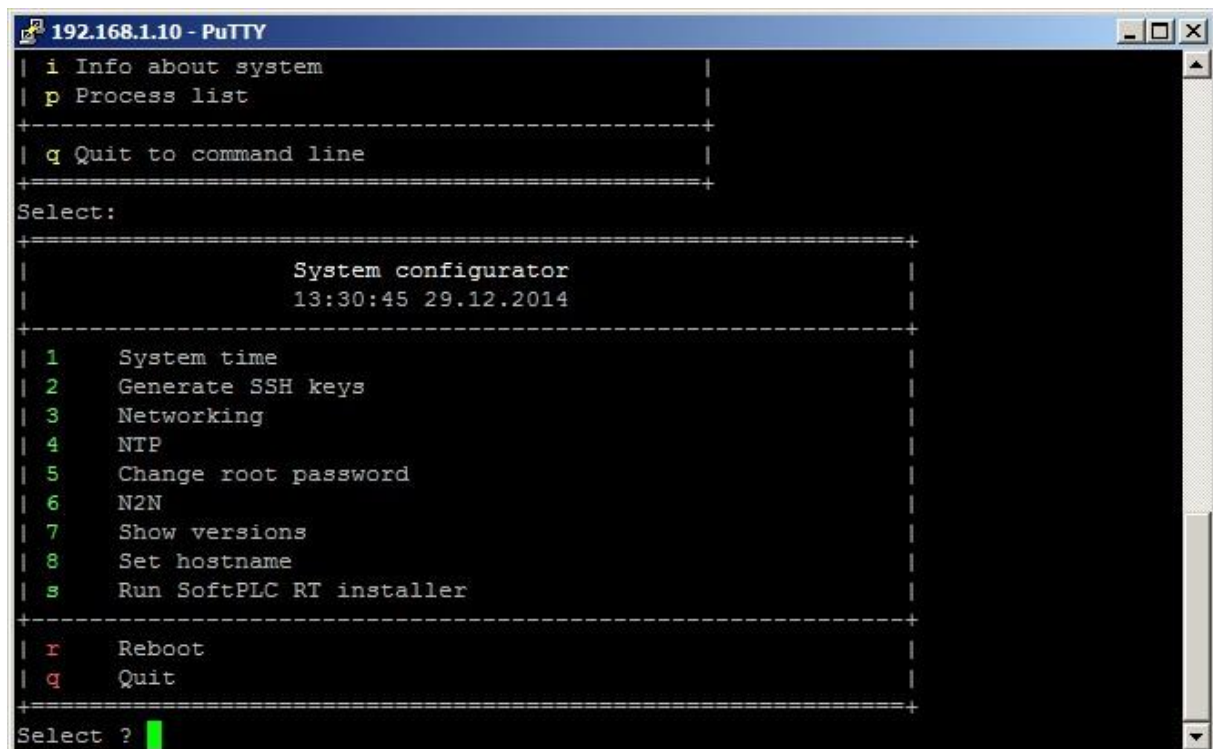 192.168.1.10 - PuTTY
| i Info about system |
| p Process list |
+----------------------------------------------+
| q Quit to command line |
+==============================================+
Select:
+============================================================+
| System configurator |
| 13:30:45 29.12.2014 |
+------------------------------------------------------------+
| 1 System time |
| 2 Generate SSH keys |
| 3 Networking |
| 4 NTP |
| 5 Change root password |
| 6 N2N |
| 7 Show versions |
| 8 Set hostname |
| s Run SoftPLC RT installer |
+------------------------------------------------------------+
| r Reboot |
| q Quit |
+============================================================+
Select ?